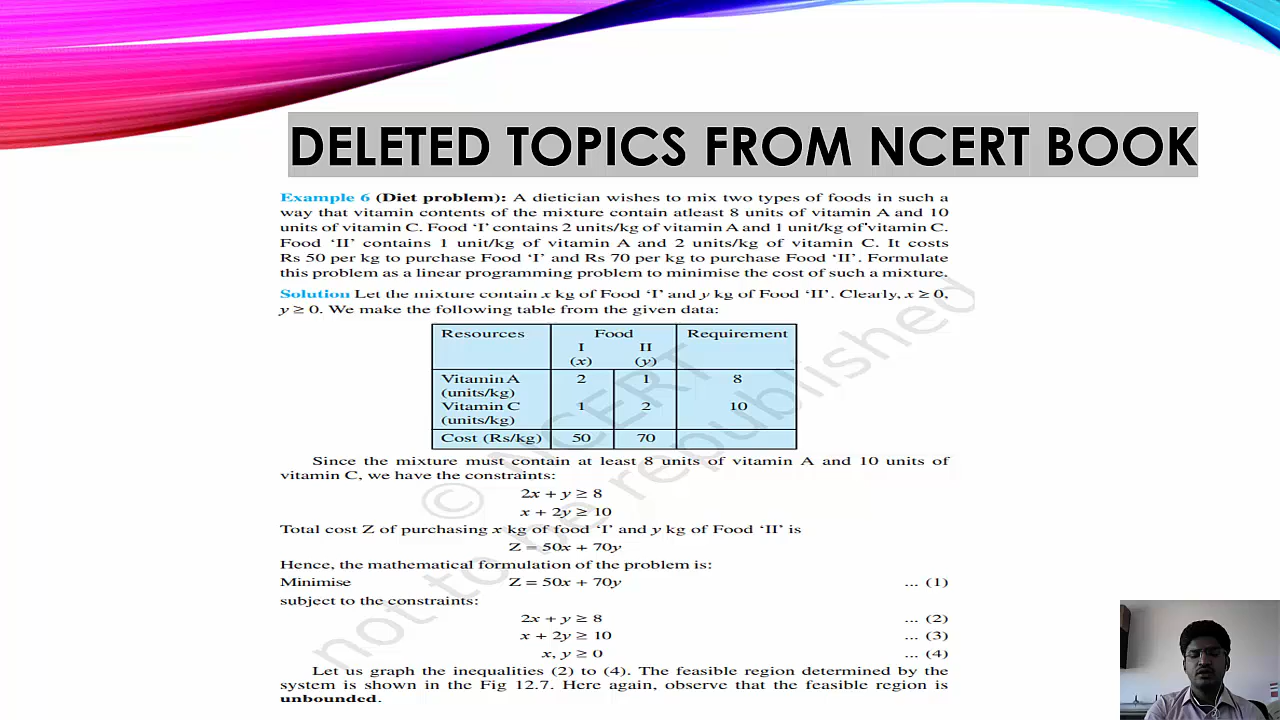 DELETED TOPICS FROM NCERT BOOK
Example 6 (Diet problem): A dietician wishes to mix two types of foods in such a
way that vitamin contents of the mixture contain atleast 8 units of vitamin A and 10
units of vitamin C. Food ‘I’ contains 2 units/kg of vitamin A and 1 unit/kg of vitamin C.
Food ‘II’ contains 1 unit/kg of vitamin A and 2 units/kg of vitamin C. It costs
Rs 50 per kg to purchase Food ‘I’ and Rs 70 per kg to purchase Food ‘II’. Formulate
this problem as a linear programming problem to minimise the cost of such a mixture.
Solution Let the mixture contain x kg of Food ‘I’ and y kg of Food ‘II’. Clearly, x ≥ 0,
y ≥ 0. We make the following table from the given data:
Resources Food Requirement
I II
(x) (y)
Vitamin A 2 1 8
(units/kg)
Vitamin C 1 2 10
(units/kg)
Cost (Rs/kg) 50 70
Since the mixture must contain at least 8 units of vitamin A and 10 units of
vitamin C, we have the constraints:
2x + y ≥ 8
x + 2y ≥ 10
Total cost Z of purchasing x kg of food ‘I’ and y kg of Food ‘II’ is
Z = 50x + 70y
Hence, the mathematical formulation of the problem is:
Minimise Z = 50x + 70y ... (1)
subject to the constraints:
2x + y ≥ 8 ... (2)
x + 2y ≥ 10 ... (3)
x, y ≥ 0 ... (4)
Let us graph the inequalities (2) to (4). The feasible region determined by the
system is shown in the Fig 12.7. Here again, observe that the feasible region is
unbounded.
© NCERT
not to be republished